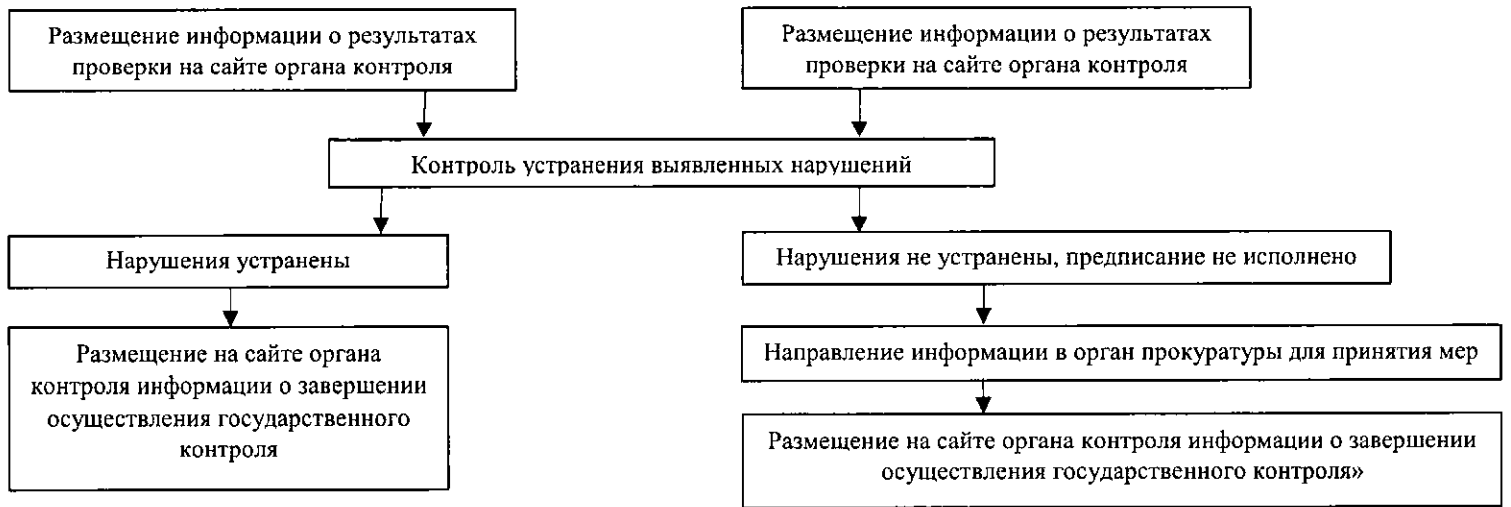 Размещение информации о результатах
проверки на сайте органа контроля
Размещение информации о результатах
проверки на сайте органа контроля
Контроль устранения выявленных нарушений
Нарушения устранены
Нарушения не устранены, предписание не исполнено
Размещение на сайте органа
контроля информации о завершении
осуществления государственного
контроля
Направление информации в орган прокуратуры для принятия мер
Размещение на сайте органа контроля информации о завершении
осуществления государственного контроля»